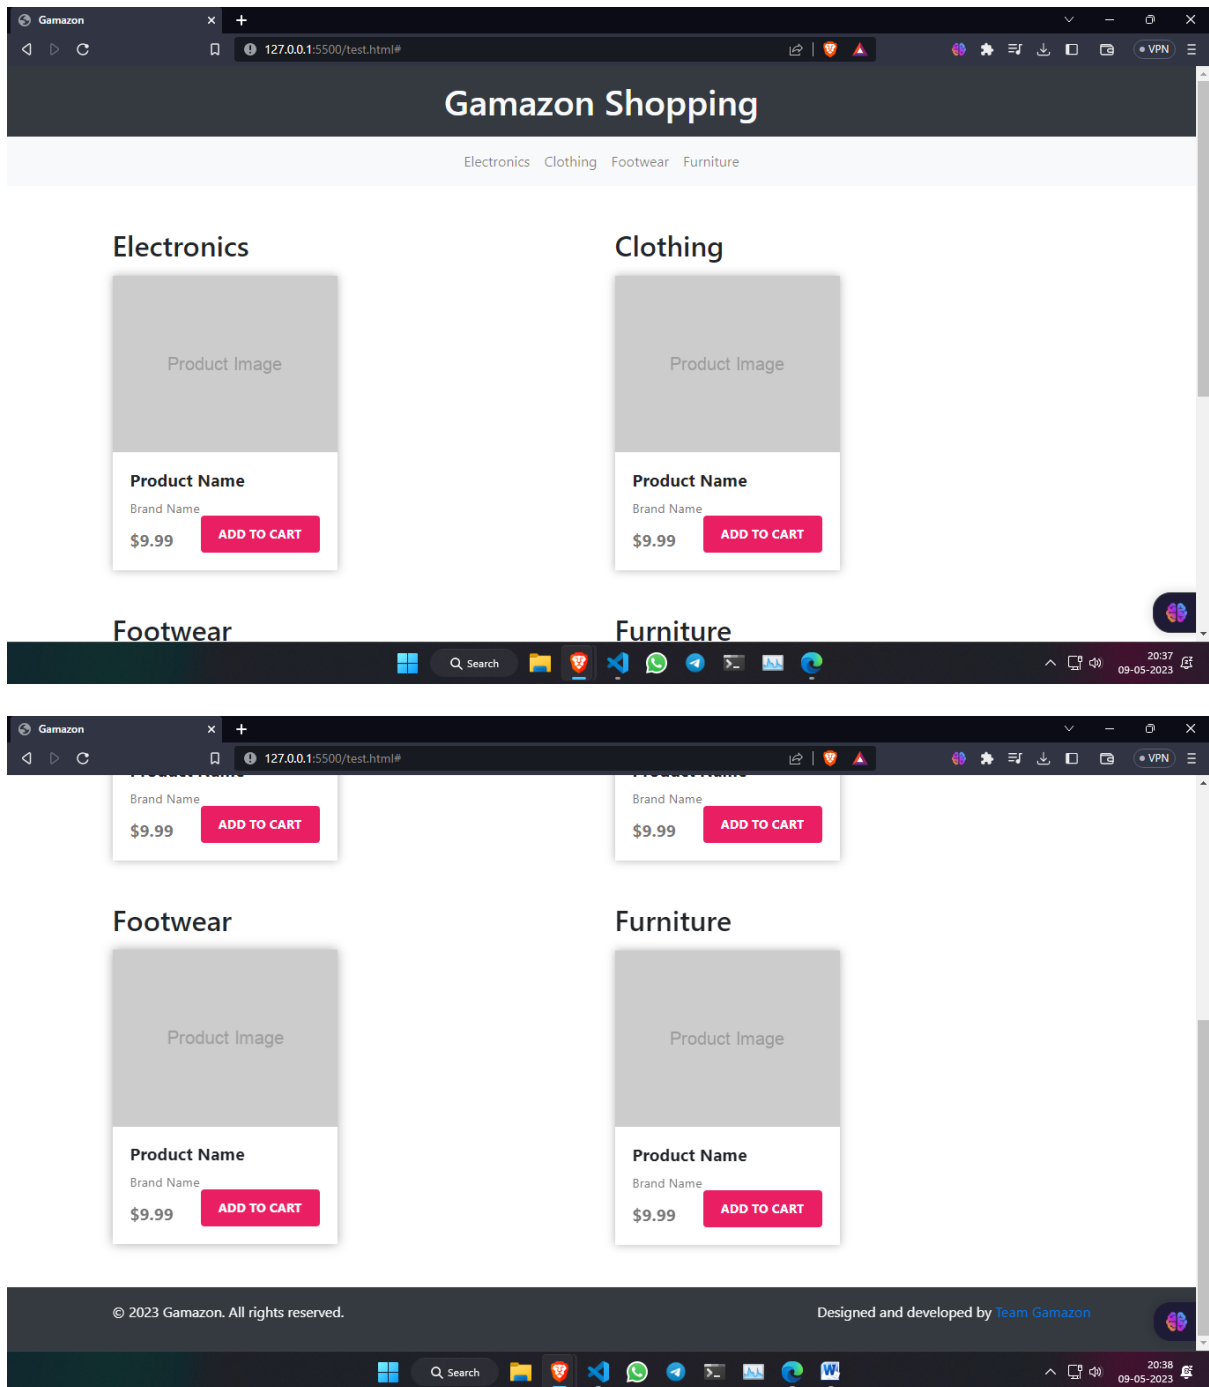 Gamazon
127.0.0.1:5500/test.html#
VPN
Gamazon Shopping
Electronics Clothing Footwear Furniture
Electronics Clothing
Product Image Product Image
Product Name Product Name
Brand Name Brand Name
$9.99 ADD TO CART $9.99 ADD TO CART
Footwear Furniture
Search
20:37
09-05-2023
Gamazon
127.0.0.1:5500/test.html#
VPN
Product Name Product Name
Brand Name Brand Name
$9.99 ADD TO CART $9.99 ADD TO CART
Footwear Furniture
Product Image Product Image
Product Name Product Name
Brand Name Brand Name
$9.99 ADD TO CART $9.99 ADD TO CART
© 2023 Gamazon. All rights reserved. Designed and developed by Team Gamazon
Search
20:38
09-05-2023